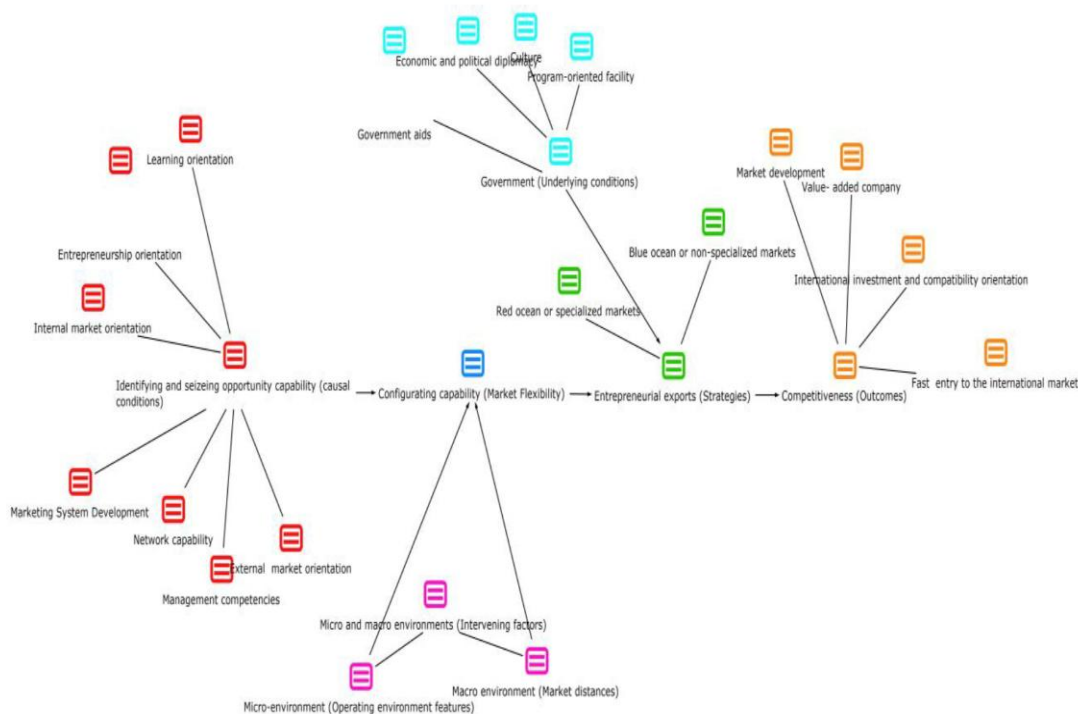 Economic and political diplomacy
Culture
Program-oriented facility
Government aids
Government (Underlying conditions)
Learning orientation
Entrepreneurship orientation
Internal market orientation
Identifying and seizeing opportunity capability (causal
conditions)
Marketing System Development
Network capability
External market orientation
Management competencies
Configurating capability (Market Flexibility)
Micro and macro environments (Intervening factors)
Micro-environment (Operating environment features)
Macro environment (Market distances)
Blue ocean or non-specialized markets
Red ocean or specialized markets
Entrepreneurial exports (Strategies)
Market development
Value- added company
International investment and compatibility orientation
Fast entry to the international market
Competitiveness (Outcomes)